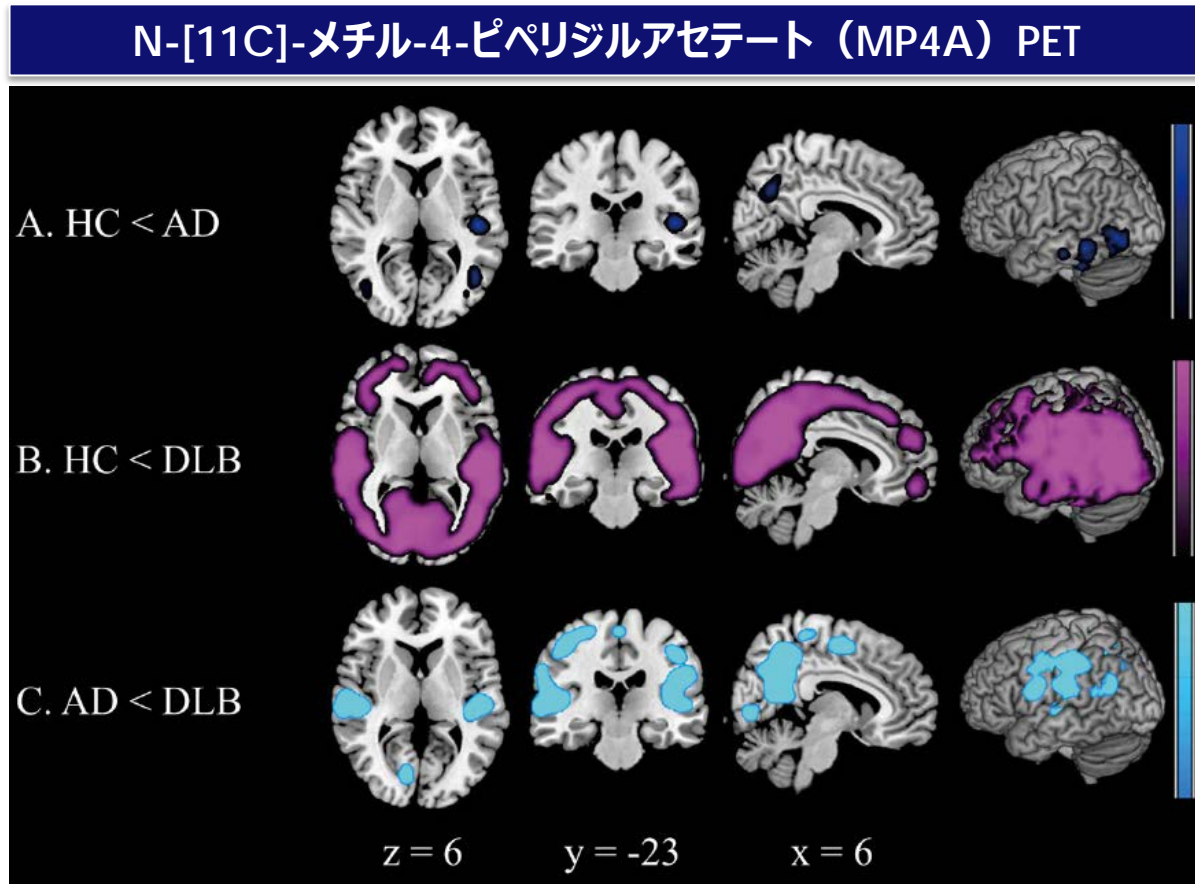 N-[11C]-メチル-4-ピペリジルアセテート（MP4A）PET
A. HC < AD
B. HC < DLB
C. AD < DLB
z = 6 y = -23 x = 6